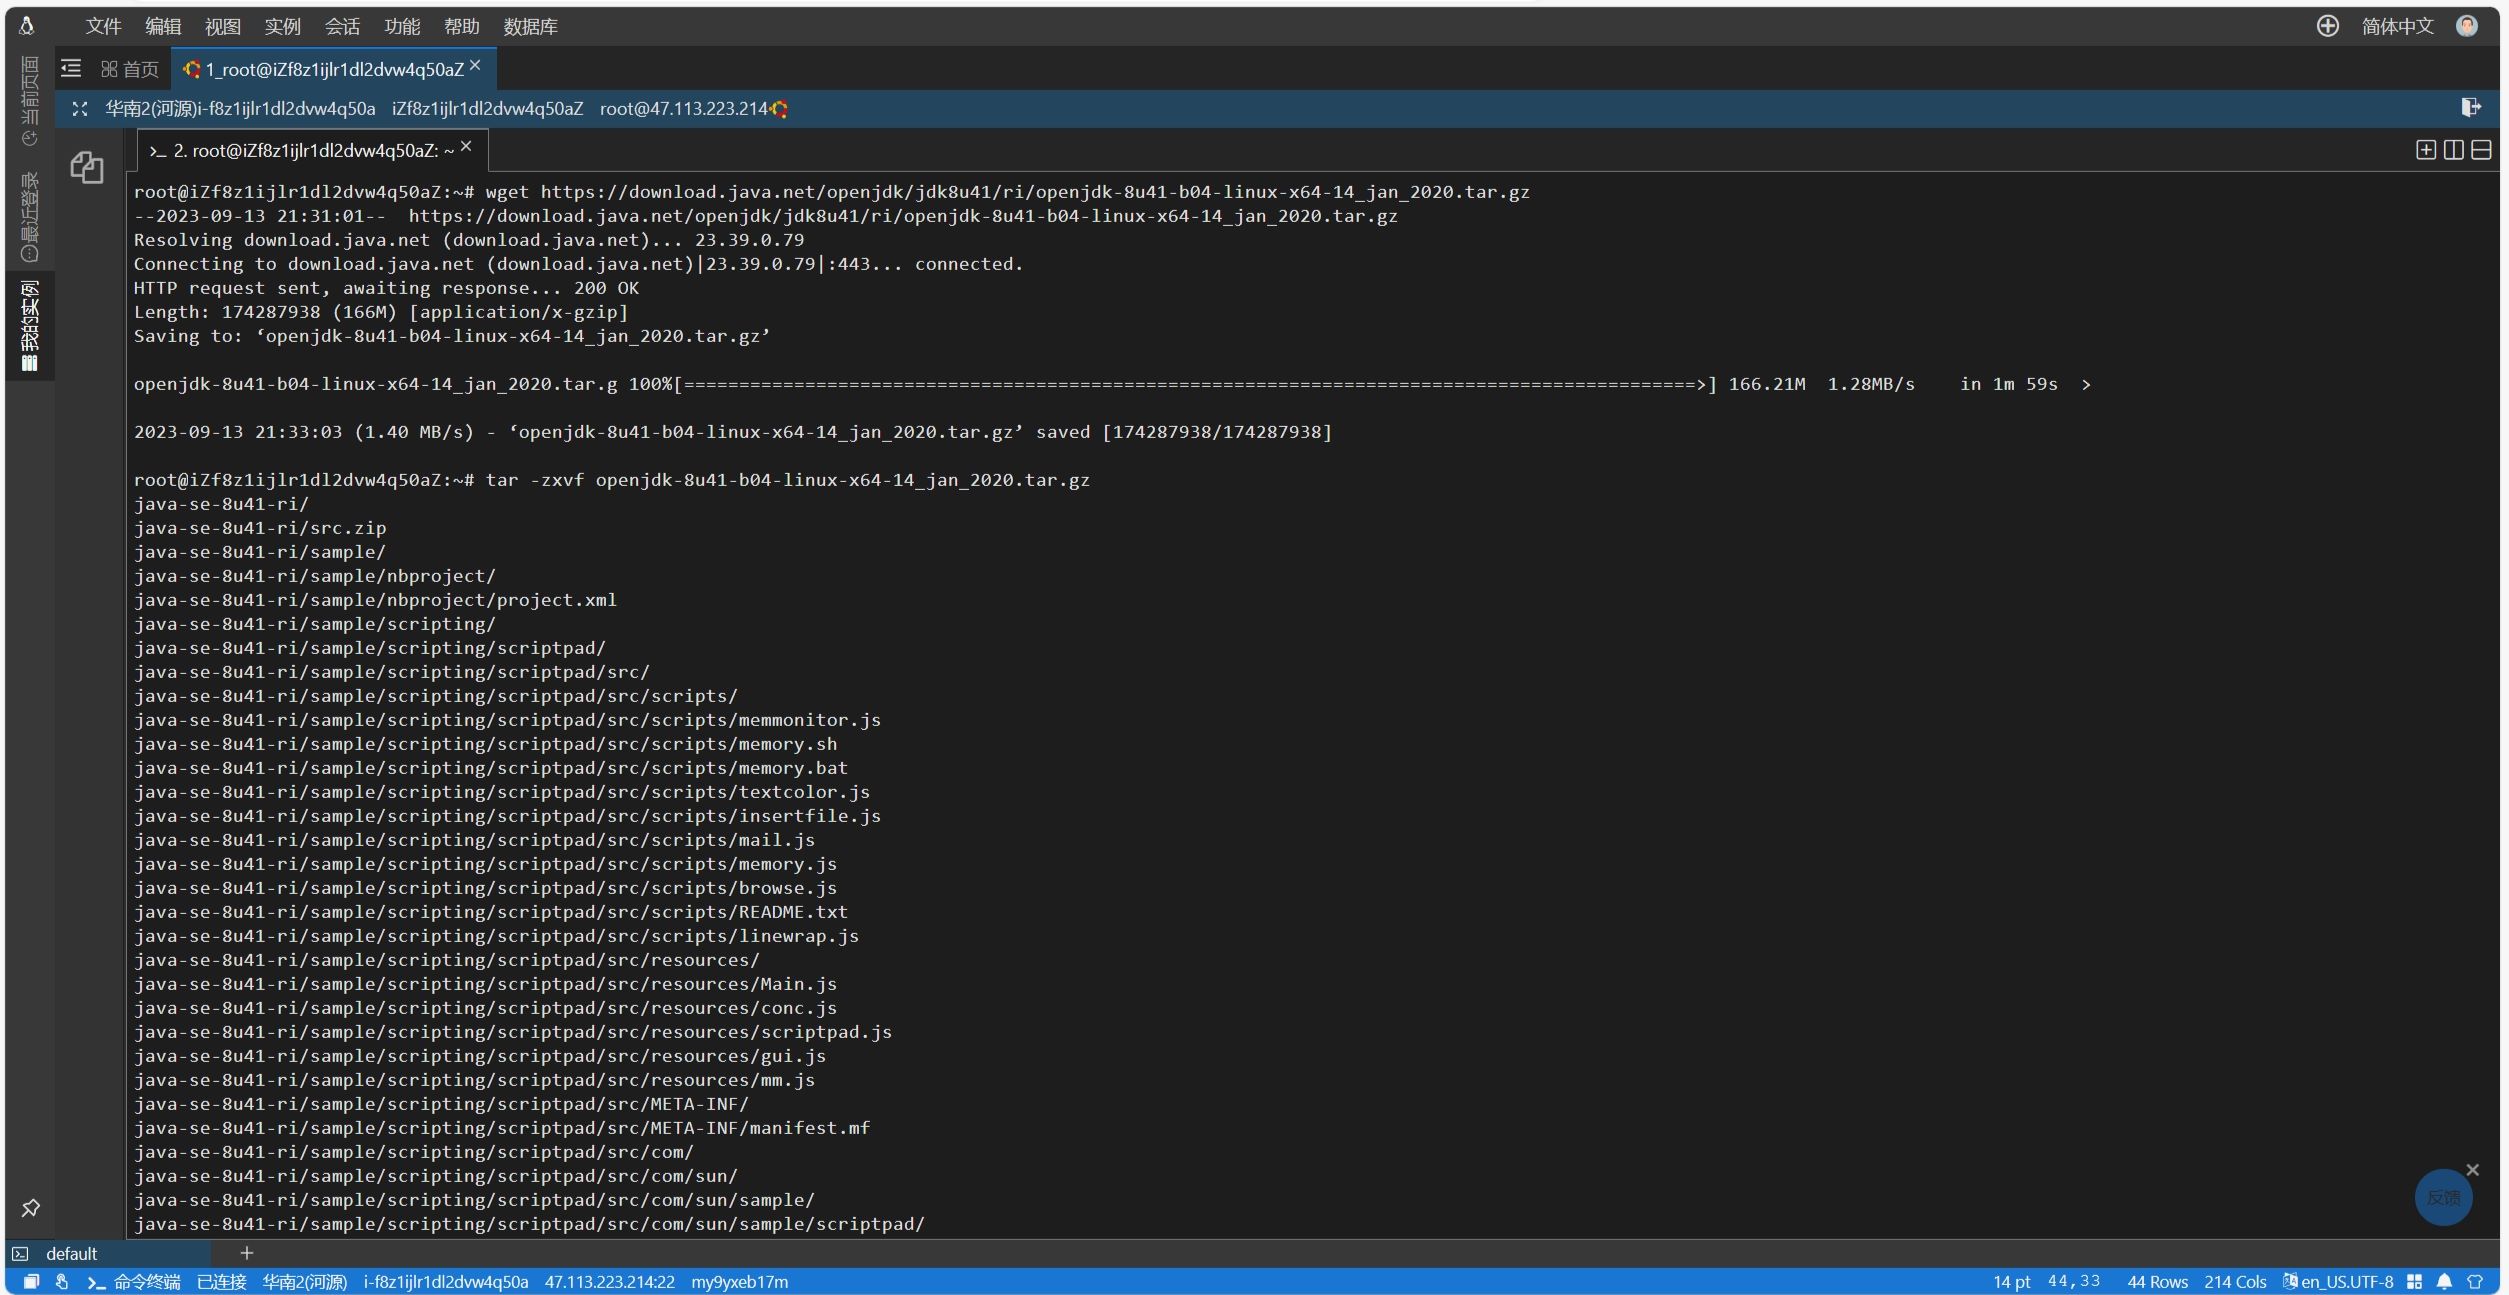 文件 编辑 视图 实例 会话 功能 帮助 数据库 简体中文
首页 1_root@iZf8z1ijlr1dl2dvw4q50aZ
华南2(河源)i-f8z1ijlr1dl2dvw4q50a iZf8z1ijlr1dl2dvw4q50aZ root@47.113.223.214
当前页面
最近登录
我的实例
>_ 2. root@iZf8z1ijlr1dl2dvw4q50aZ: ~
root@iZf8z1ijlr1dl2dvw4q50aZ:~# wget https://download.java.net/openjdk/jdk8u41/ri/openjdk-8u41-b04-linux-x64-14_jan_2020.tar.gz
--2023-09-13 21:31:01--  https://download.java.net/openjdk/jdk8u41/ri/openjdk-8u41-b04-linux-x64-14_jan_2020.tar.gz
Resolving download.java.net (download.java.net)... 23.39.0.79
Connecting to download.java.net (download.java.net)|23.39.0.79|:443... connected.
HTTP request sent, awaiting response... 200 OK
Length: 174287938 (166M) [application/x-gzip]
Saving to: ‘openjdk-8u41-b04-linux-x64-14_jan_2020.tar.gz’
openjdk-8u41-b04-linux-x64-14_jan_2020.tar.g 100%[============================================================================================>] 166.21M  1.28MB/s    in 1m 59s  >
2023-09-13 21:33:03 (1.40 MB/s) - ‘openjdk-8u41-b04-linux-x64-14_jan_2020.tar.gz’ saved [174287938/174287938]
root@iZf8z1ijlr1dl2dvw4q50aZ:~# tar -zxvf openjdk-8u41-b04-linux-x64-14_jan_2020.tar.gz
java-se-8u41-ri/
java-se-8u41-ri/src.zip
java-se-8u41-ri/sample/
java-se-8u41-ri/sample/nbproject/
java-se-8u41-ri/sample/nbproject/project.xml
java-se-8u41-ri/sample/scripting/
java-se-8u41-ri/sample/scripting/scriptpad/
java-se-8u41-ri/sample/scripting/scriptpad/src/
java-se-8u41-ri/sample/scripting/scriptpad/src/scripts/
java-se-8u41-ri/sample/scripting/scriptpad/src/scripts/memmonitor.js
java-se-8u41-ri/sample/scripting/scriptpad/src/scripts/memory.sh
java-se-8u41-ri/sample/scripting/scriptpad/src/scripts/memory.bat
java-se-8u41-ri/sample/scripting/scriptpad/src/scripts/textcolor.js
java-se-8u41-ri/sample/scripting/scriptpad/src/scripts/insertfile.js
java-se-8u41-ri/sample/scripting/scriptpad/src/scripts/mail.js
java-se-8u41-ri/sample/scripting/scriptpad/src/scripts/memory.js
java-se-8u41-ri/sample/scripting/scriptpad/src/scripts/browse.js
java-se-8u41-ri/sample/scripting/scriptpad/src/scripts/README.txt
java-se-8u41-ri/sample/scripting/scriptpad/src/scripts/linewrap.js
java-se-8u41-ri/sample/scripting/scriptpad/src/resources/
java-se-8u41-ri/sample/scripting/scriptpad/src/resources/Main.js
java-se-8u41-ri/sample/scripting/scriptpad/src/resources/conc.js
java-se-8u41-ri/sample/scripting/scriptpad/src/resources/scriptpad.js
java-se-8u41-ri/sample/scripting/scriptpad/src/resources/gui.js
java-se-8u41-ri/sample/scripting/scriptpad/src/resources/mm.js
java-se-8u41-ri/sample/scripting/scriptpad/src/META-INF/
java-se-8u41-ri/sample/scripting/scriptpad/src/META-INF/manifest.mf
java-se-8u41-ri/sample/scripting/scriptpad/src/com/
java-se-8u41-ri/sample/scripting/scriptpad/src/com/sun/
java-se-8u41-ri/sample/scripting/scriptpad/src/com/sun/sample/
java-se-8u41-ri/sample/scripting/scriptpad/src/com/sun/sample/scriptpad/
反馈
default +
命令终端 已连接 华南2(河源) i-f8z1ijlr1dl2dvw4q50a 47.113.223.214:22 my9yxeb17m 14 pt 44,33 44 Rows 214 Cols en_US.UTF-8